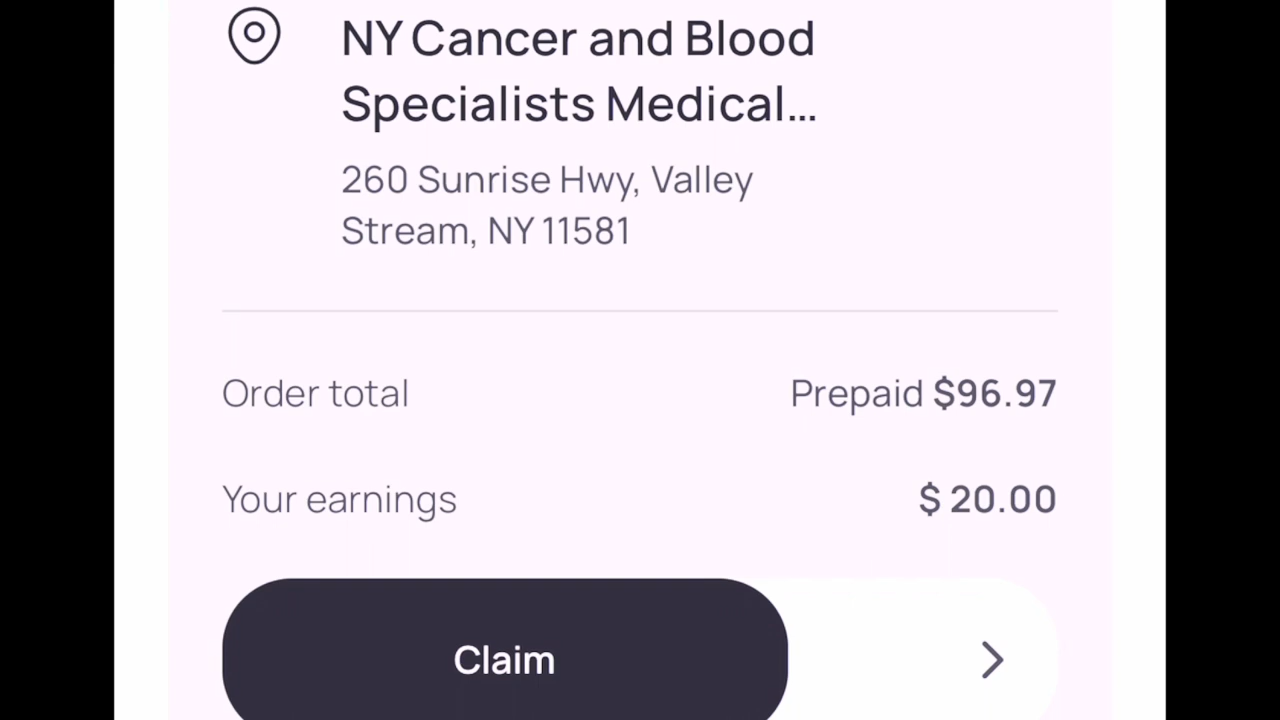 NY Cancer and Blood
Specialists Medical...
260 Sunrise Hwy, Valley
Stream, NY 11581
Order total Prepaid $96.97
Your earnings $ 20.00
Claim